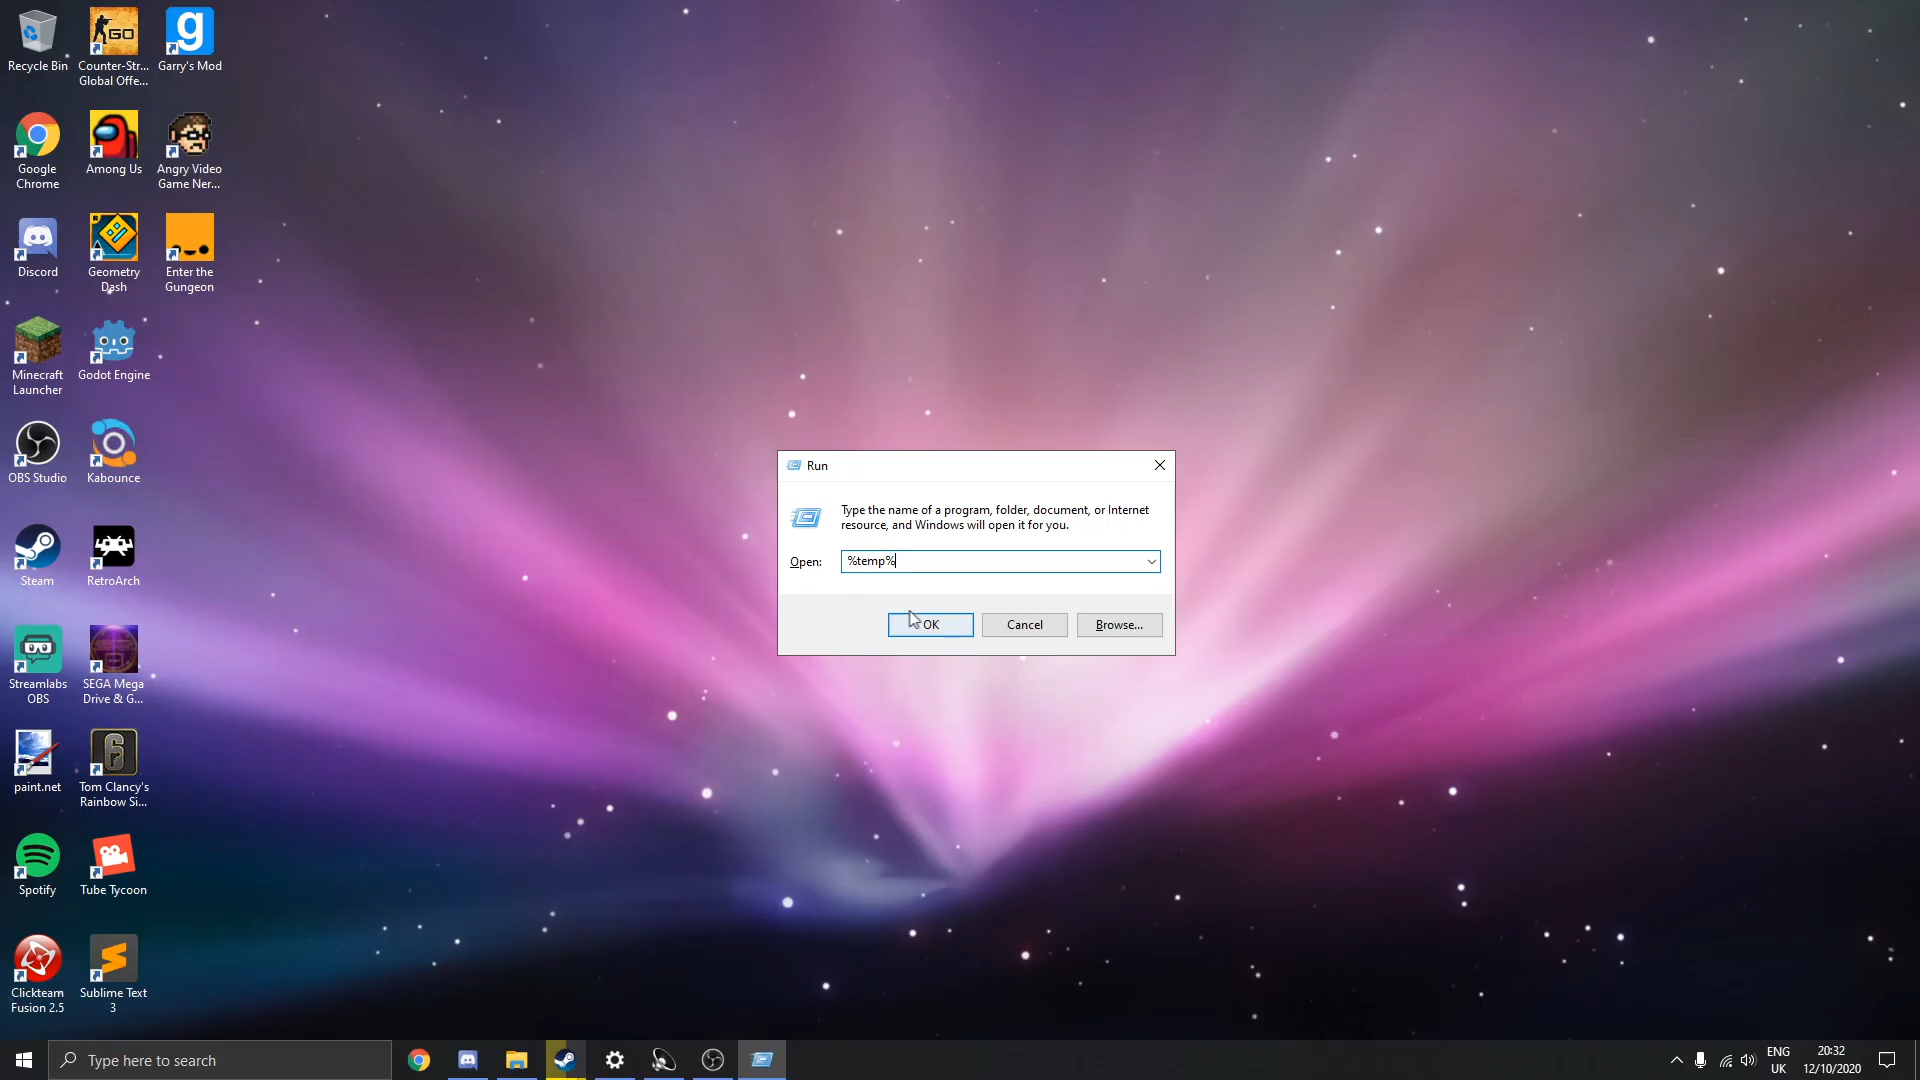 Recycle Bin
Counter-Str...
Global Offe...
Garry's Mod
GO
g
Google
Chrome
Among Us
Angry Video
Game Ner...
Discord
Geometry
Dash
Enter the
Gungeon
Minecraft
Launcher
Godot Engine
OBS Studio
Kabounce
Steam
RetroArch
Streamlabs
OBS
SEGA Mega
Drive & G...
paint.net
6
Tom Clancy's
Rainbow Si...
Spotify
Tube Tycoon
Clickteam
Fusion 2.5
Sublime Text
3
Run
Type the name of a program, folder, document, or Internet
resource, and Windows will open it for you.
Open:
%temp%
OK
Cancel
Browse...
Type here to search
ENG
UK
20:32
12/10/2020